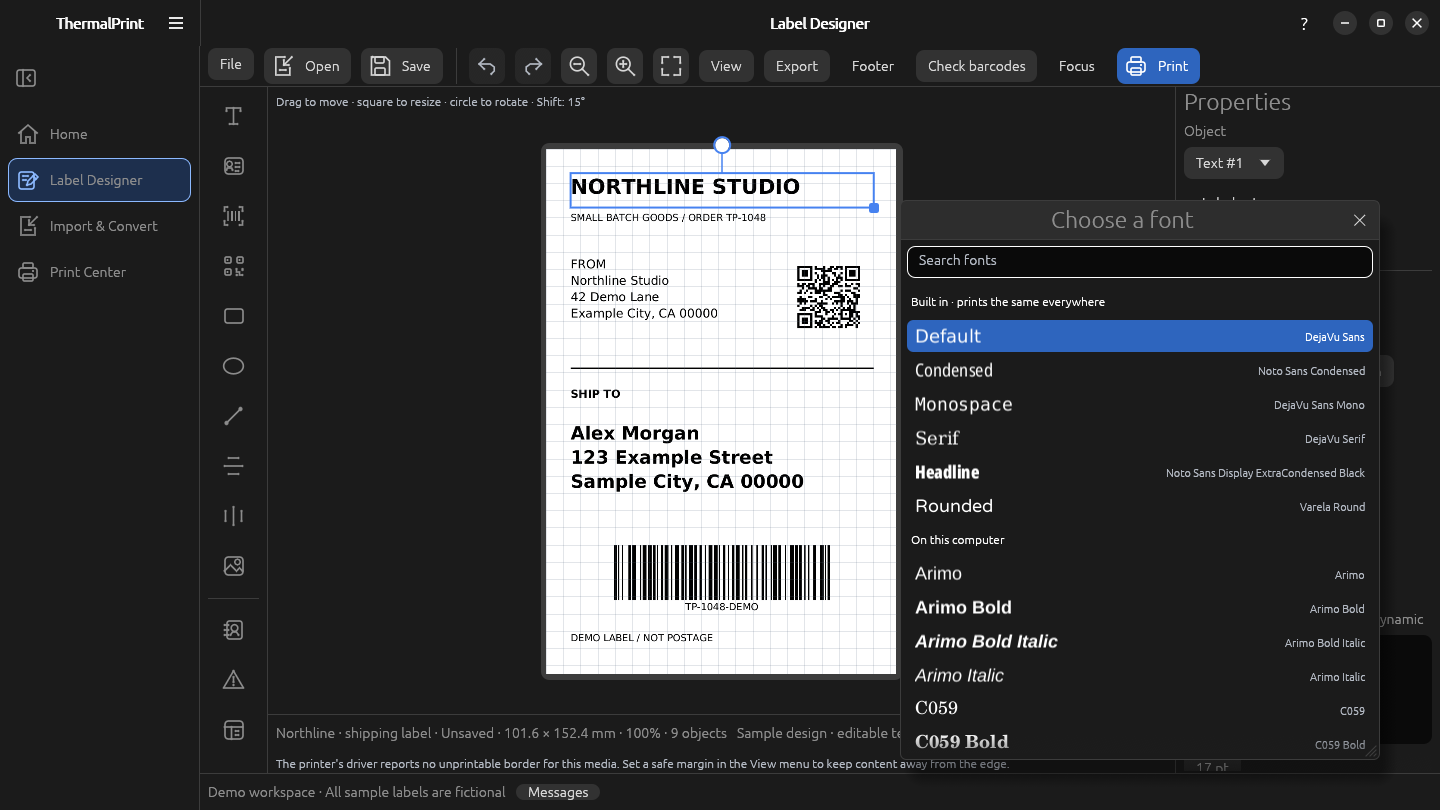 ThermalPrint
Label Designer
?
File
Open
Save
View
Export
Footer
Check barcodes
Focus
Print
Home
Label Designer
Import & Convert
Print Center
Drag to move · square to resize · circle to rotate · Shift: 15°
NORTHLINE STUDIO
SMALL BATCH GOODS / ORDER TP-1048
FROM
Northline Studio
42 Demo Lane
Example City, CA 00000
SHIP TO
Alex Morgan
123 Example Street
Sample City, CA 00000
TP-1048-DEMO
DEMO LABEL / NOT POSTAGE
Properties
Object
Text #1
Choose a font
Search fonts
Built in · prints the same everywhere
Default DejaVu Sans
Condensed Noto Sans Condensed
Monospace DejaVu Sans Mono
Serif DejaVu Serif
Headline Noto Sans Display ExtraCondensed Black
Rounded Varela Round
On this computer
Arimo Arimo
Arimo Bold Arimo Bold
Arimo Bold Italic Arimo Bold Italic
Arimo Italic Arimo Italic
C059 C059
C059 Bold C059 Bold
ynamic
17 pt
Northline · shipping label · Unsaved · 101.6 × 152.4 mm · 100% · 9 objects Sample design · editable te
The printer's driver reports no unprintable border for this media. Set a safe margin in the View menu to keep content away from the edge.
Demo workspace · All sample labels are fictional
Messages